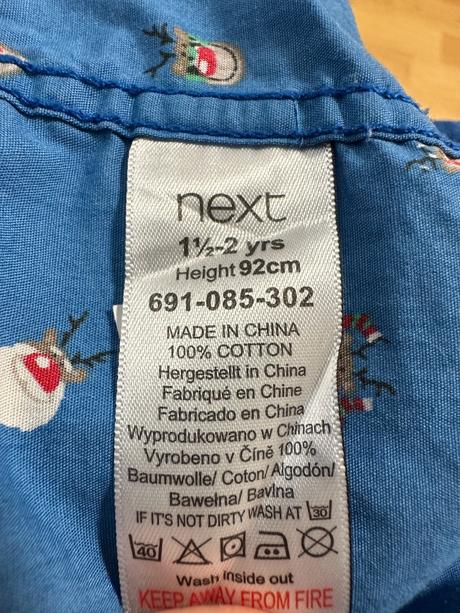 next
1½-2 yrs
Height 92cm
691-085-302
MADE IN CHINA
100% COTTON
Hergestellt in China
Fabriqué en Chine
Fabricado en China
Wyprodukowano w Chinach
Vyrobeno v Číně 100%
Baumwolle/ Coton/ Algodón/
Bawełna/ Bavlna
IF IT'S NOT DIRTY WASH AT 30
40
Wash inside out
KEEP AWAY FROM FIRE